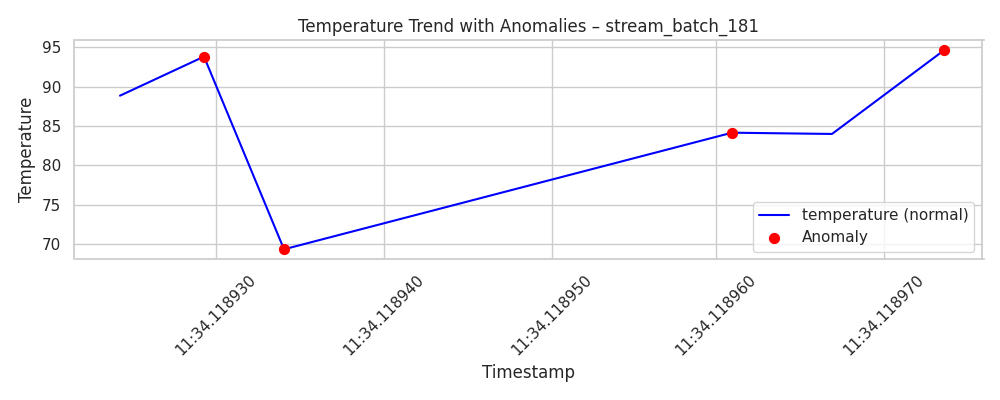 Temperature Trend with Anomalies – stream_batch_181
95
90
85
80
75
70
Temperature
temperature (normal)
Anomaly
11:34.118930
11:34.118940
11:34.118950
11:34.118960
11:34.118970
Timestamp